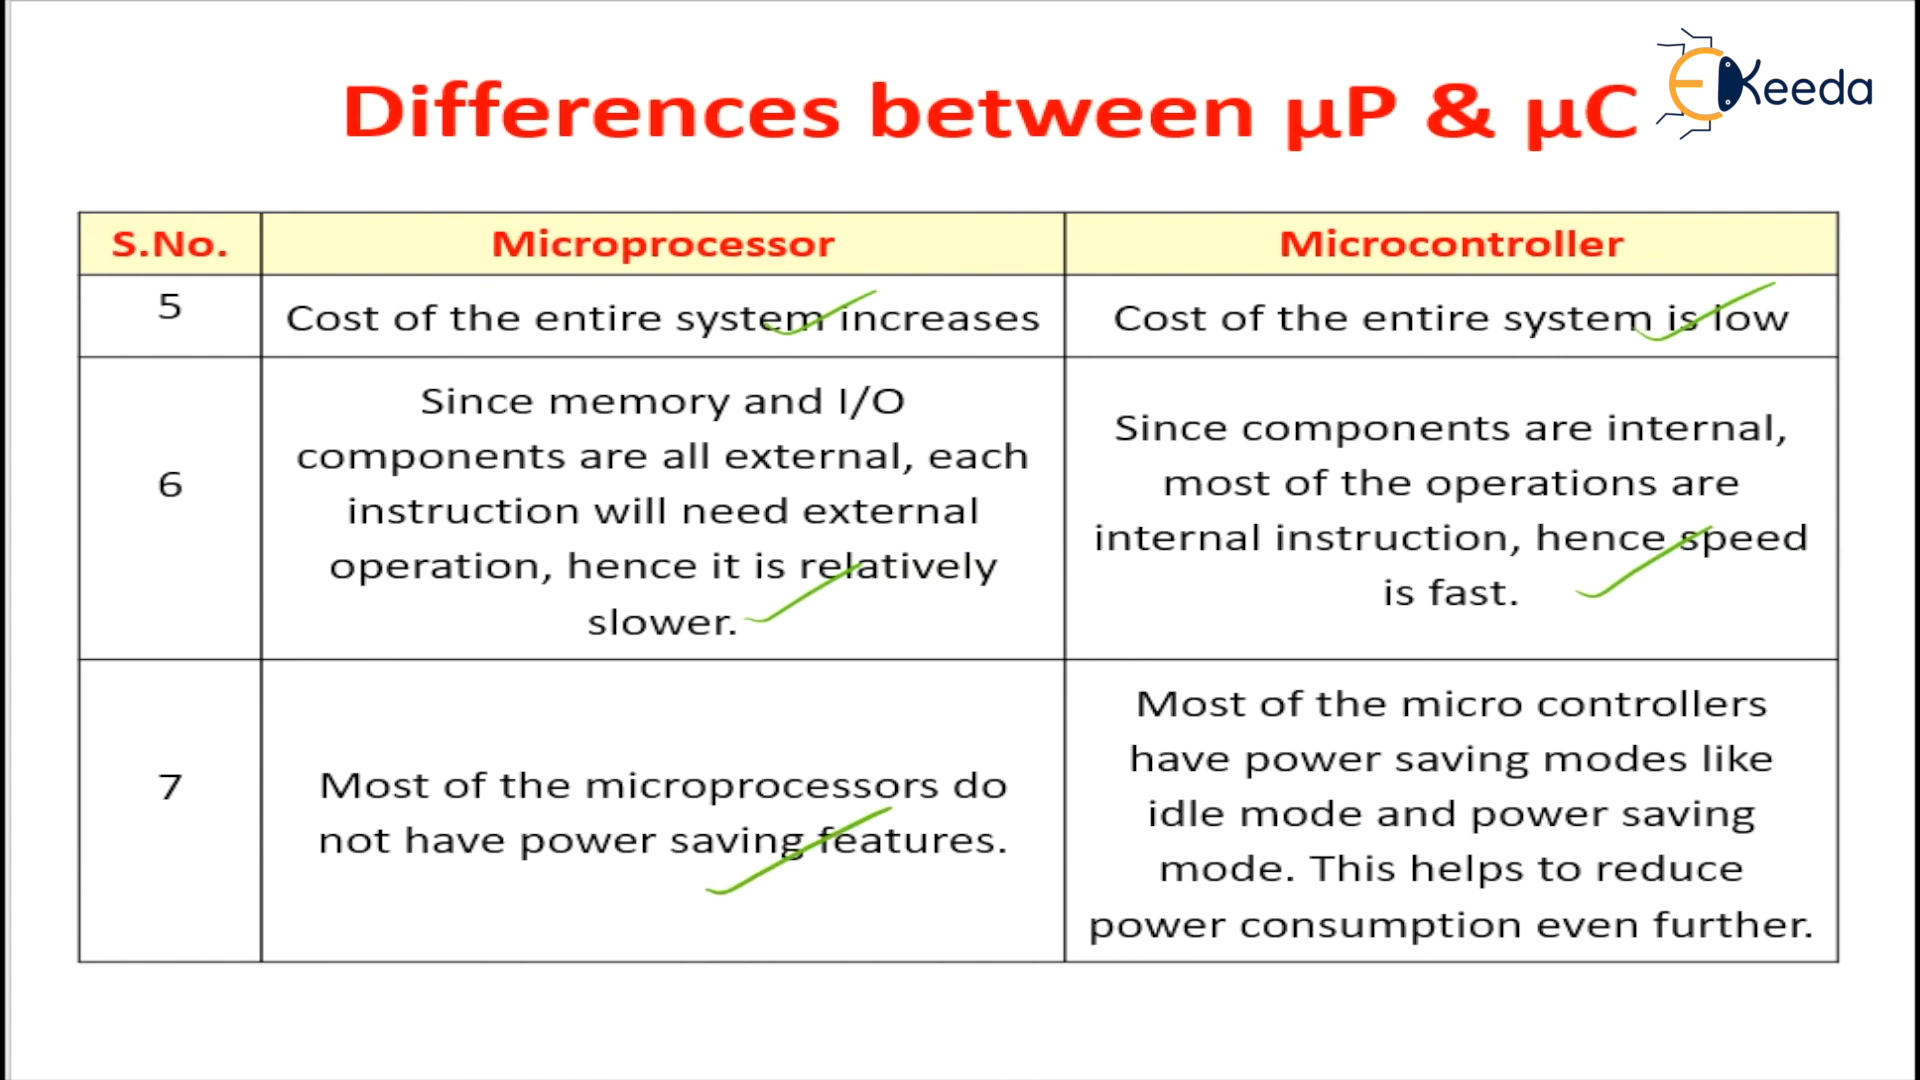 Differences between µP & µC
EKeeda
S.No.
Microprocessor
Microcontroller
5
Cost of the entire system increases
Cost of the entire system is low
6
Since memory and I/O
components are all external, each
instruction will need external
operation, hence it is relatively
slower.
Since components are internal,
most of the operations are
internal instruction, hence speed
is fast.
7
Most of the microprocessors do
not have power saving features.
Most of the micro controllers
have power saving modes like
idle mode and power saving
mode. This helps to reduce
power consumption even further.